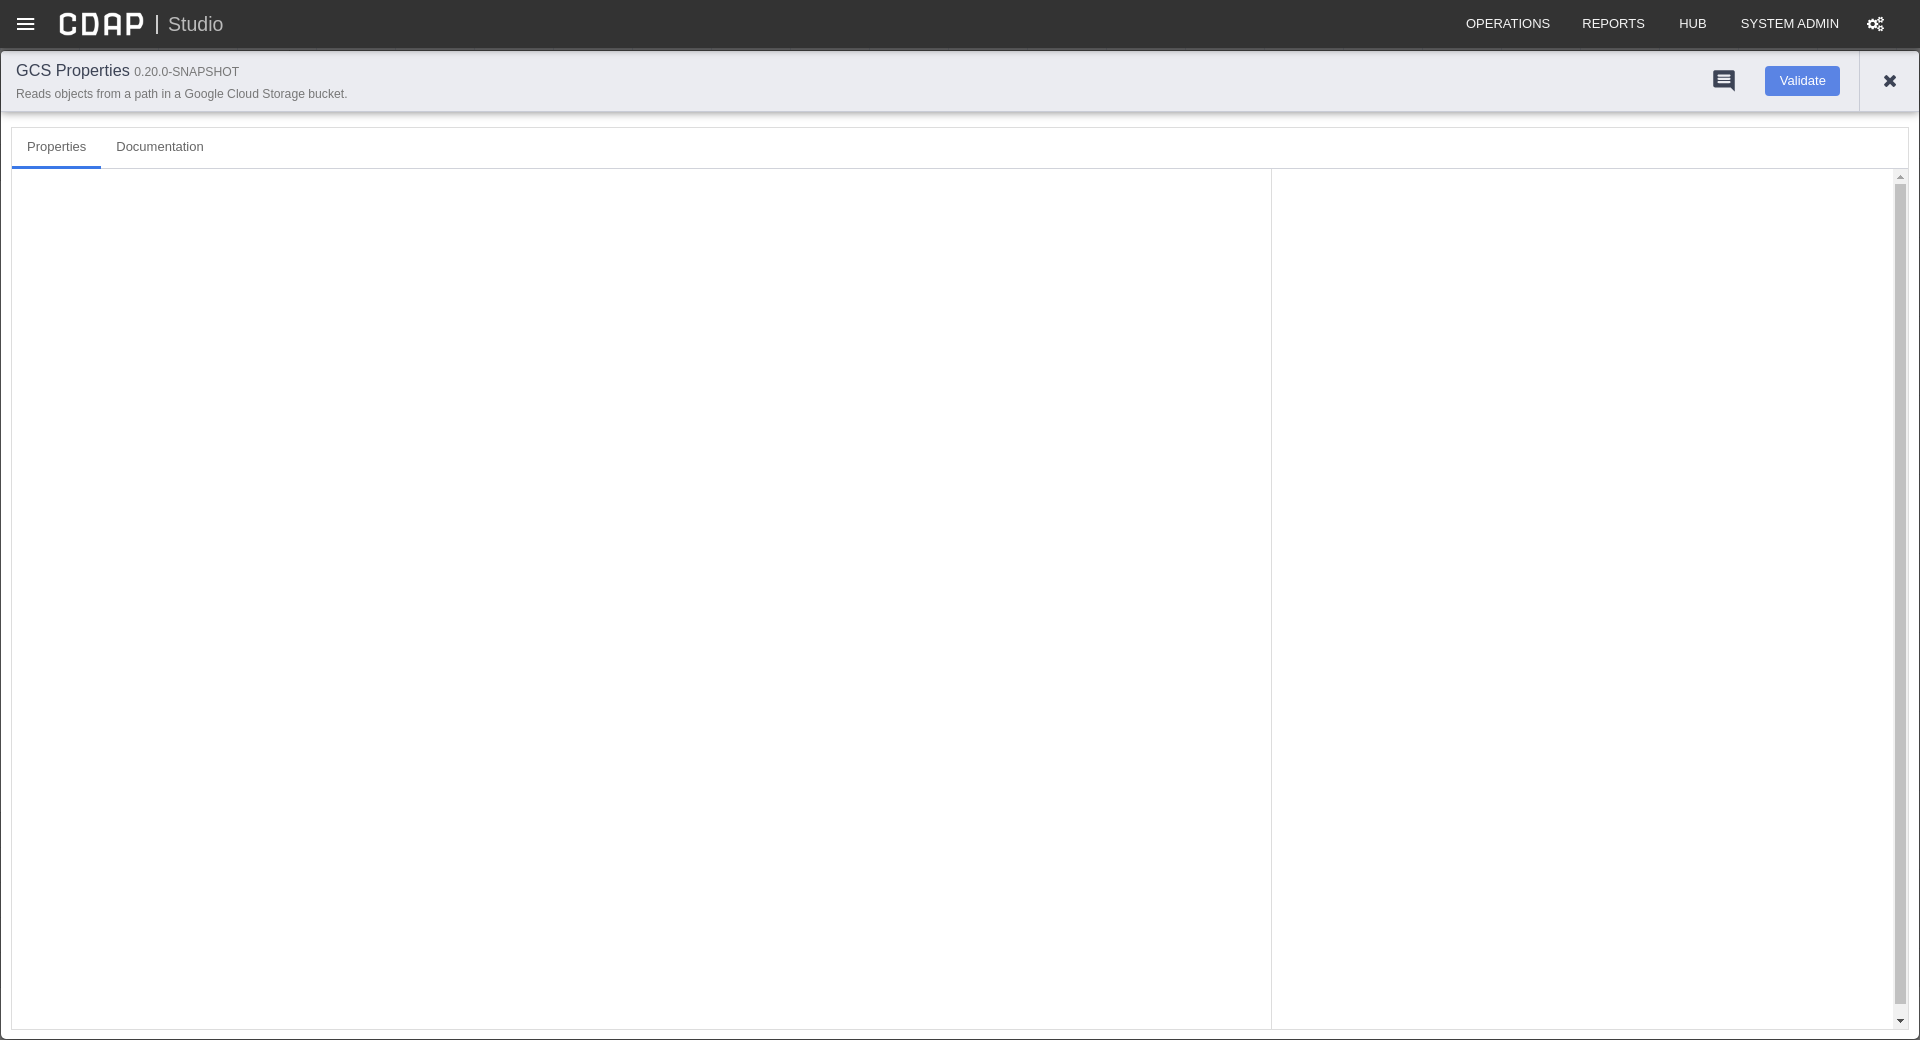 CDAP | Studio OPERATIONS REPORTS HUB SYSTEM ADMIN
GCS Properties 0.20.0-SNAPSHOT
Reads objects from a path in a Google Cloud Storage bucket.
Validate
Properties Documentation